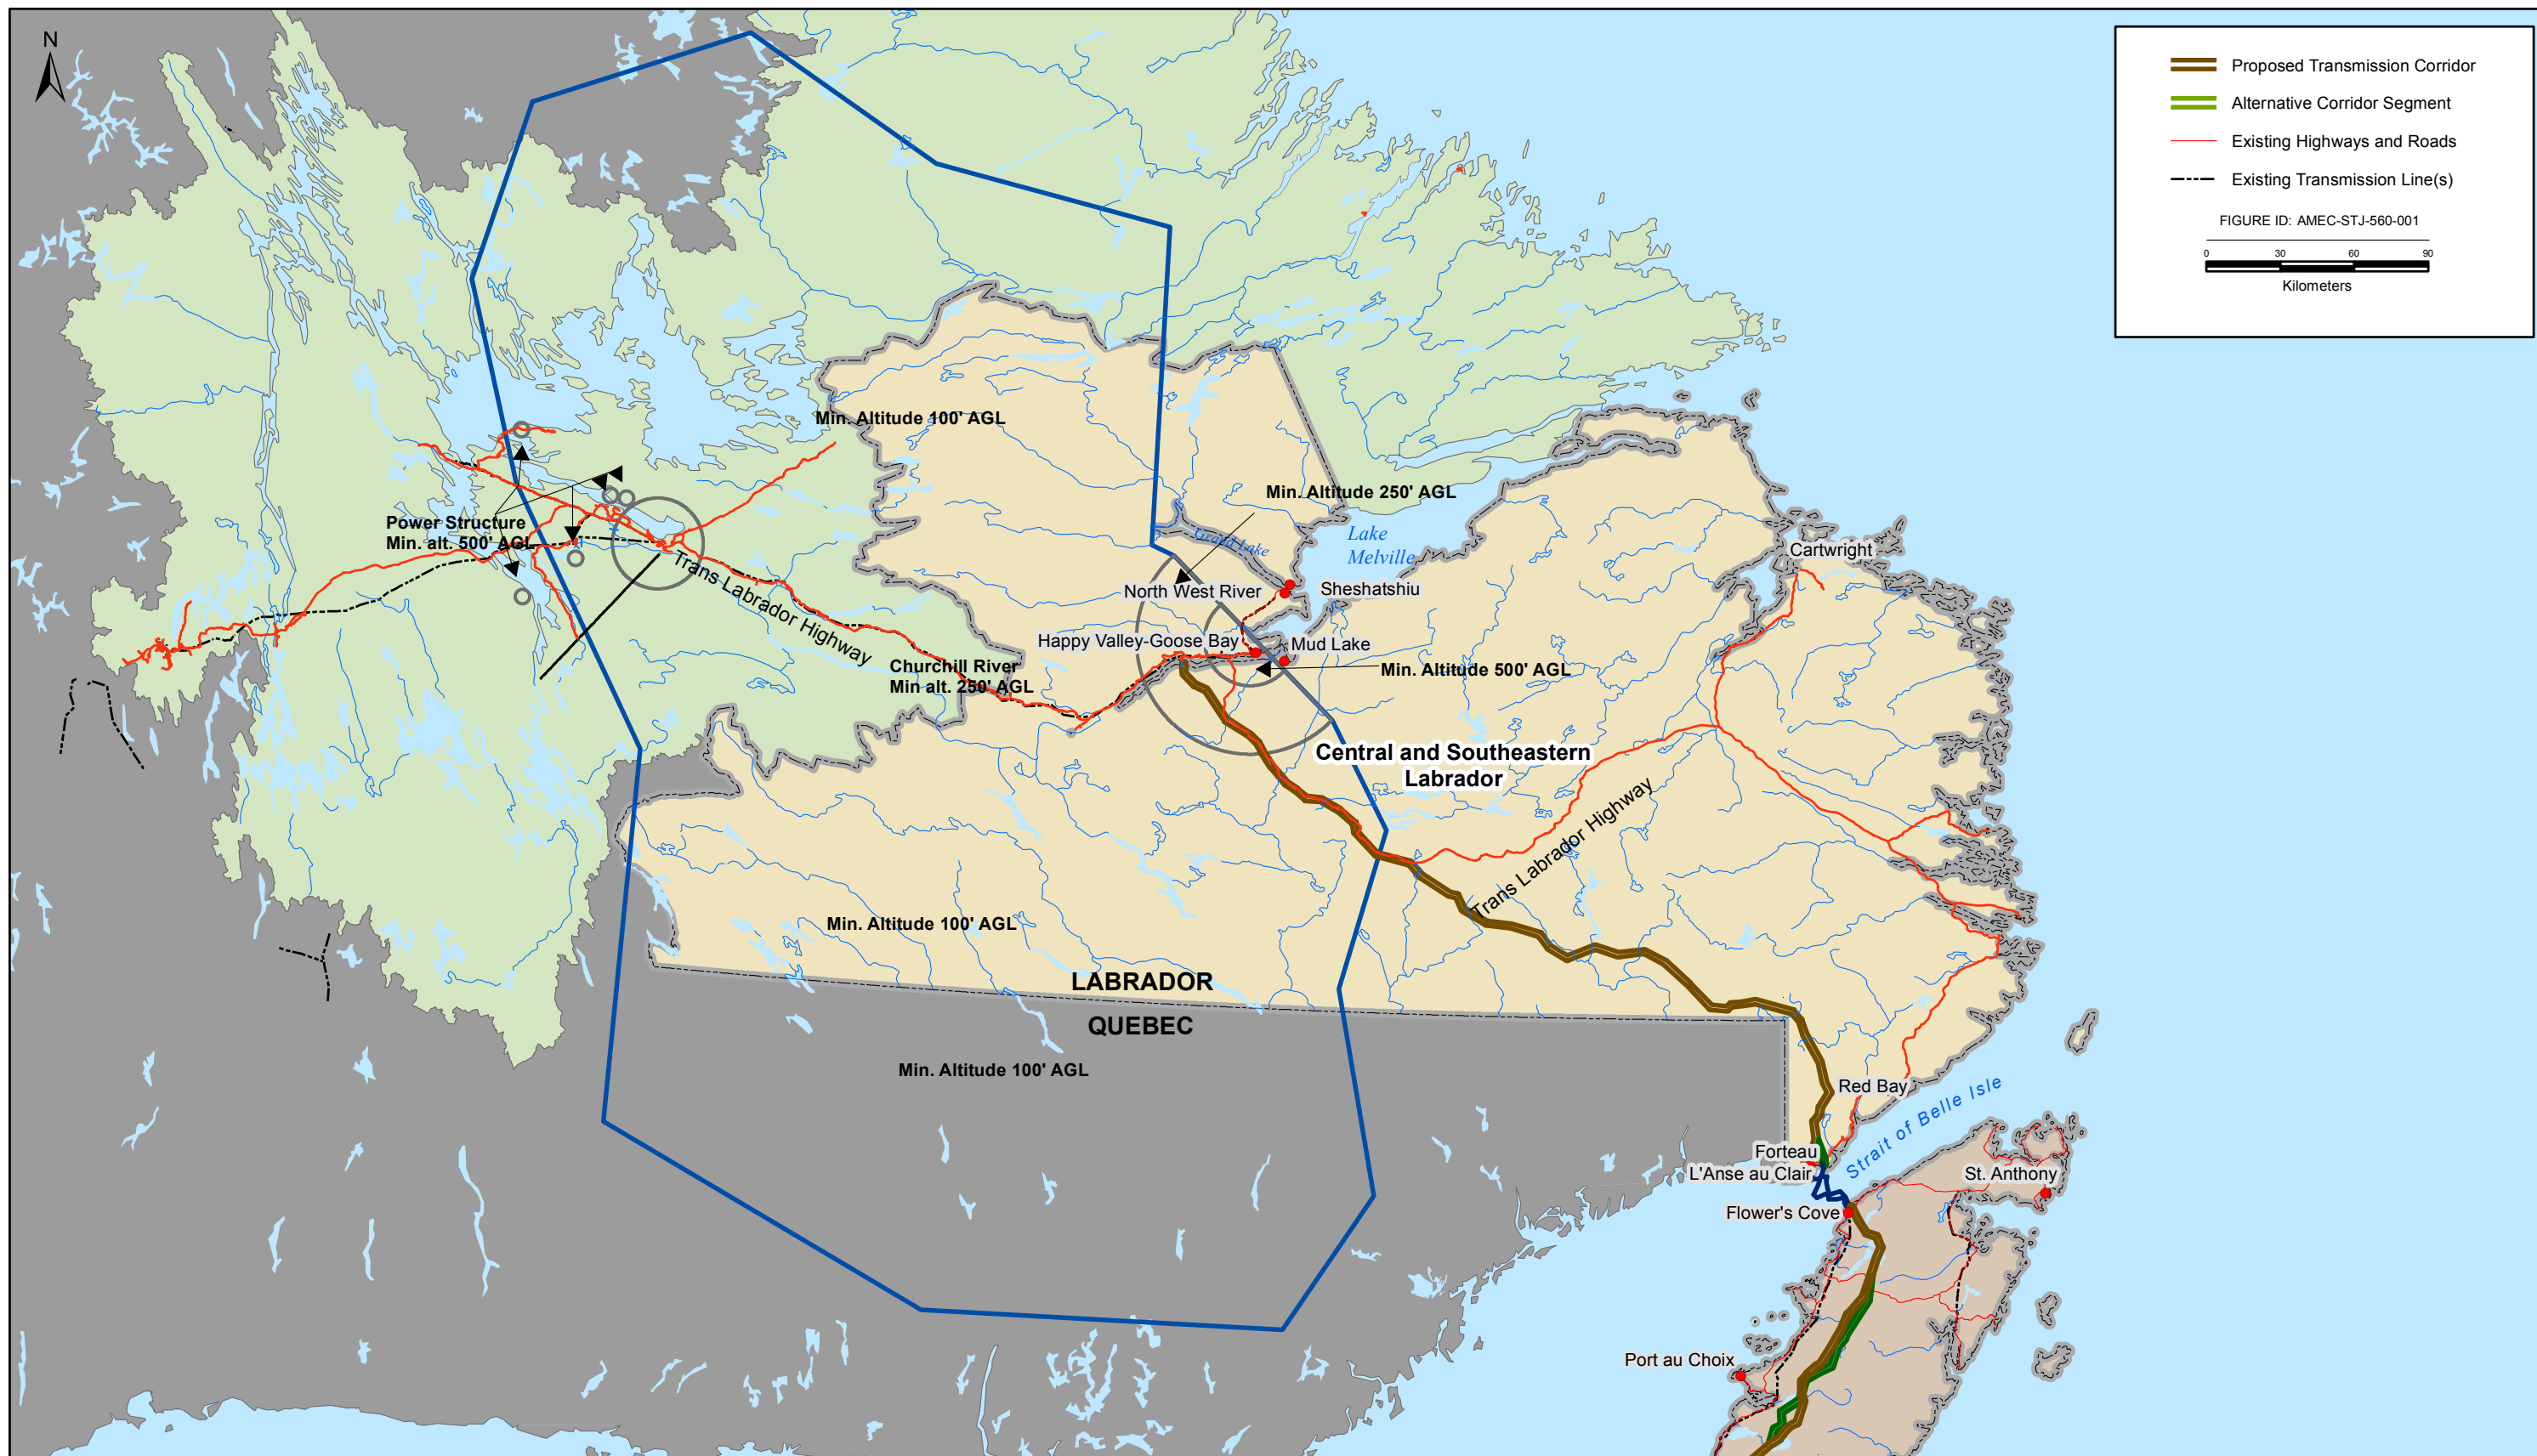 N
Proposed Transmission Corridor
Alternative Corridor Segment
Existing Highways and Roads
Existing Transmission Line(s)
FIGURE ID: AMEC-STJ-560-001
0 30 60 90
Kilometers
Min. Altitude 100' AGL
Min. Altitude 250' AGL
Power Structure
Min. alt. 500' AGL
Grand Lake
Lake
Melville
Cartwright
Trans Labrador Highway
North West River
Sheshatshiu
Happy Valley-Goose Bay
Mud Lake
Churchill River
Min alt. 250' AGL
Min. Altitude 500' AGL
Central and Southeastern
Labrador
Trans Labrador Highway
Min. Altitude 100' AGL
LABRADOR
QUEBEC
Min. Altitude 100' AGL
Red Bay
Strait of Belle Isle
Forteau
L'Anse au Clair
St. Anthony
Flower's Cove
Port au Choix